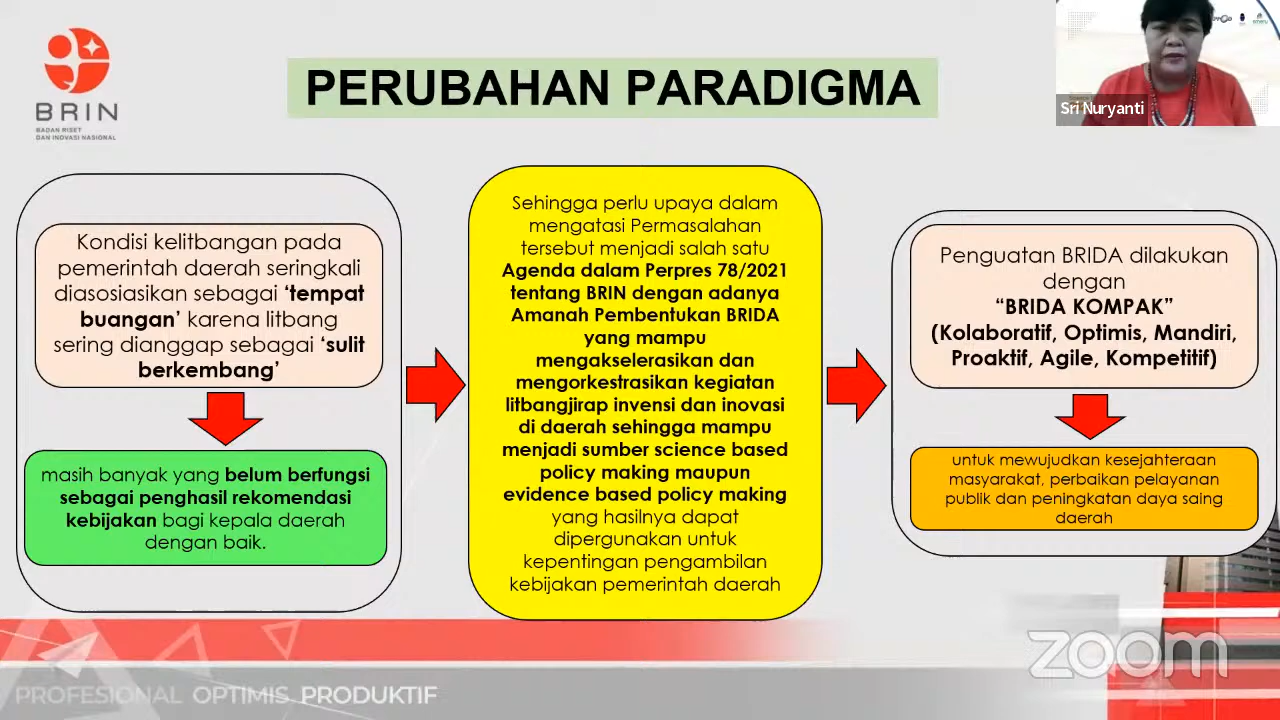 BRIN
BADAN RISET
DAN INOVASI NASIONAL
PERUBAHAN PARADIGMA
Sri Nuryanti
Kondisi kelitbangan pada
pemerintah daerah seringkali
diasosiasikan sebagai ‘tempat
buangan’ karena litbang
sering dianggap sebagai ‘sulit
berkembang’
masih banyak yang belum berfungsi
sebagai penghasil rekomendasi
kebijakan bagi kepala daerah
dengan baik.
Sehingga perlu upaya dalam
mengatasi Permasalahan
tersebut menjadi salah satu
Agenda dalam Perpres 78/2021
tentang BRIN dengan adanya
Amanah Pembentukan BRIDA
yang mampu
mengakselerasikan dan
mengorkestrasikan kegiatan
litbangjirap invensi dan inovasi
di daerah sehingga mampu
menjadi sumber science based
policy making maupun
evidence based policy making
yang hasilnya dapat
dipergunakan untuk
kepentingan pengambilan
kebijakan pemerintah daerah
Penguatan BRIDA dilakukan
dengan
“BRIDA KOMPAK”
(Kolaboratif, Optimis, Mandiri,
Proaktif, Agile, Kompetitif)
untuk mewujudkan kesejahteraan
masyarakat, perbaikan pelayanan
publik dan peningkatan daya saing
daerah
zoom
PROFESIONAL OPTIMIS PRODUKTIF